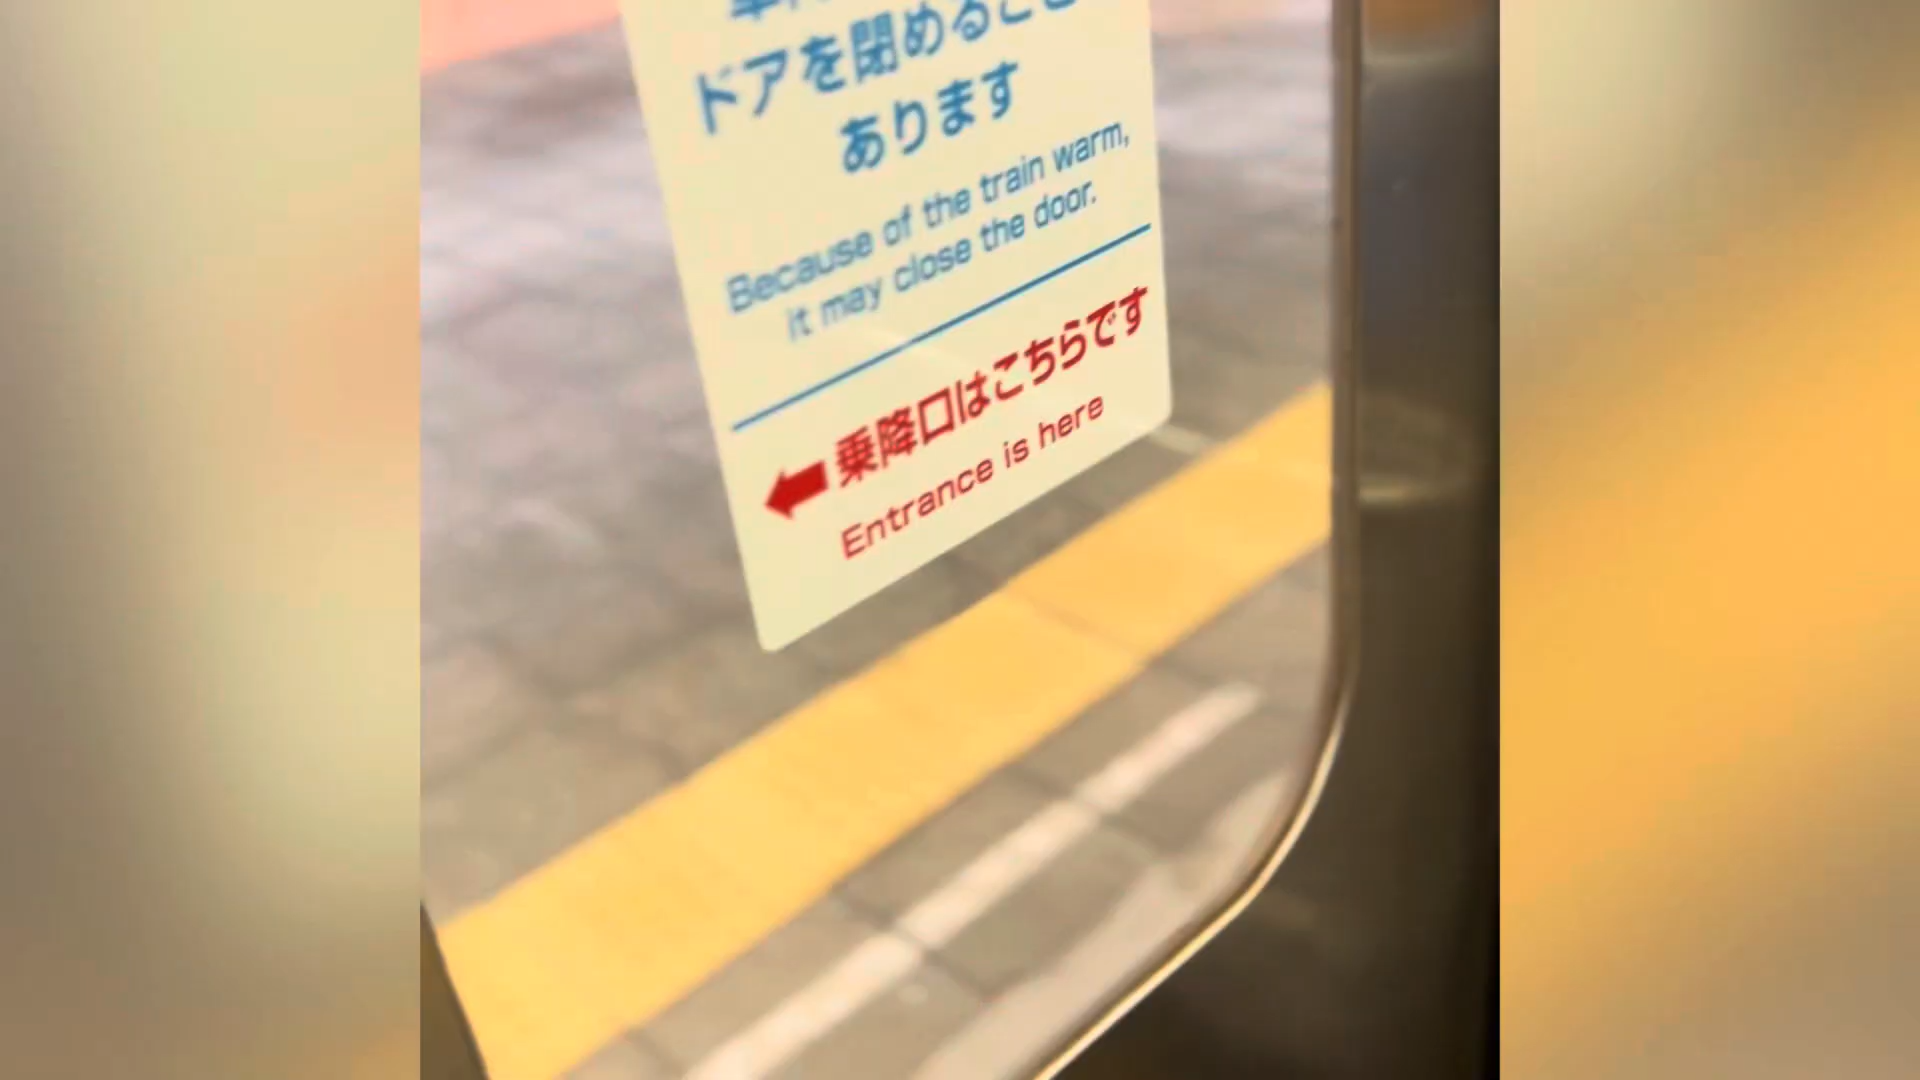 ドアを閉めること
あります
Because of the train warm,
it may close the door.
乗降口はこちらです
Entrance is here